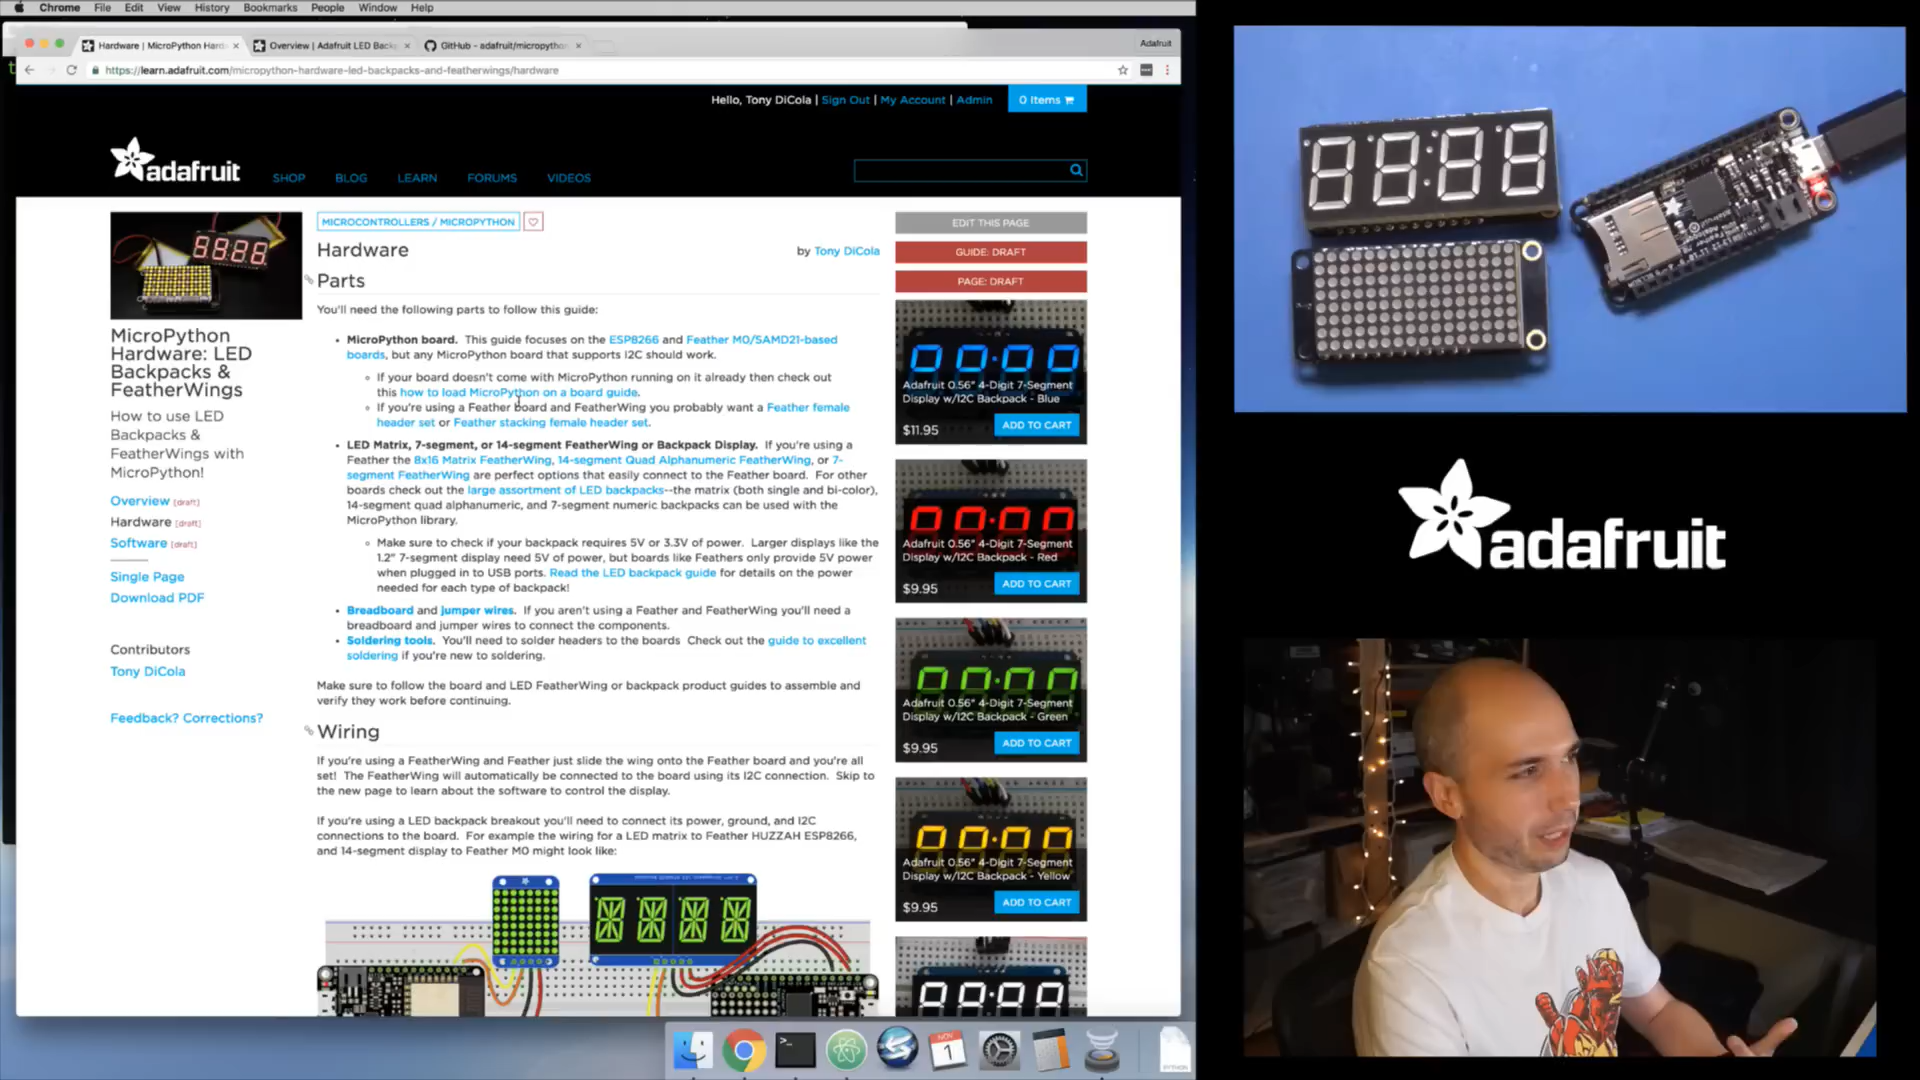 Chrome File Edit View History Bookmarks People Window Help
Hardware | MicroPython Hard
Overview | Adafruit LED Back
GitHub - adafruit/micropython
Adafruit
https://learn.adafruit.com/micropython-hardware-led-backpacks-and-featherwings/hardware
Hello, Tony DiCola | Sign Out | My Account | Admin
0 Items
adafruit
SHOP BLOG LEARN FORUMS VIDEOS
MicroPython
Hardware: LED
Backpacks &
FeatherWings
How to use LED
Backpacks &
FeatherWings with
MicroPython!
Overview [draft]
Hardware [draft]
Software [draft]
Single Page
Download PDF
Contributors
Tony DiCola
Feedback? Corrections?
MICROCONTROLLERS / MICROPYTHON
Hardware
by Tony DiCola
Parts
You'll need the following parts to follow this guide:
MicroPython board. This guide focuses on the ESP8266 and Feather M0/SAMD21-based
boards, but any MicroPython board that supports I2C should work.
If your board doesn't come with MicroPython running on it already then check out
this how to load MicroPython on a board guide.
If you're using a Feather board and FeatherWing you probably want a Feather female
header set or Feather stacking female header set.
LED Matrix, 7-segment, or 14-segment FeatherWing or Backpack Display. If you're using a
Feather the 8x16 Matrix FeatherWing, 14-segment Quad Alphanumeric FeatherWing, or 7-
segment FeatherWing are perfect options that easily connect to the Feather board. For other
boards check out the large assortment of LED backpacks--the matrix (both single and bi-color),
14-segment quad alphanumeric, and 7-segment numeric backpacks can be used with the
MicroPython library.
Make sure to check if your backpack requires 5V or 3.3V of power. Larger displays like the
1.2" 7-segment display need 5V of power, but boards like Feathers only provide 5V power
when plugged in to USB ports. Read the LED backpack guide for details on the power
needed for each type of backpack!
Breadboard and jumper wires. If you aren't using a Feather and FeatherWing you'll need a
breadboard and jumper wires to connect the components.
Soldering tools. You'll need to solder headers to the boards Check out the guide to excellent
soldering if you're new to soldering.
Make sure to follow the board and LED FeatherWing or backpack product guides to assemble and
verify they work before continuing.
Wiring
If you're using a FeatherWing and Feather just slide the wing onto the Feather board and you're all
set! The FeatherWing will automatically be connected to the board using its I2C connection. Skip to
the new page to learn about the software to control the display.
If you're using a LED backpack breakout you'll need to connect its power, ground, and I2C
connections to the board. For example the wiring for a LED matrix to Feather HUZZAH ESP8266,
and 14-segment display to Feather M0 might look like:
EDIT THIS PAGE
GUIDE: DRAFT
PAGE: DRAFT
00:00
Adafruit 0.56" 4-Digit 7-Segment
Display w/I2C Backpack - Blue
$11.95 ADD TO CART
00:00
Adafruit 0.56" 4-Digit 7-Segment
Display w/I2C Backpack - Red
$9.95 ADD TO CART
00:00
Adafruit 0.56" 4-Digit 7-Segment
Display w/I2C Backpack - Green
$9.95 ADD TO CART
00:00
Adafruit 0.56" 4-Digit 7-Segment
Display w/I2C Backpack - Yellow
$9.95 ADD TO CART
88:88
NOV
1
PYTHON
88:88
adafruit
adafruit